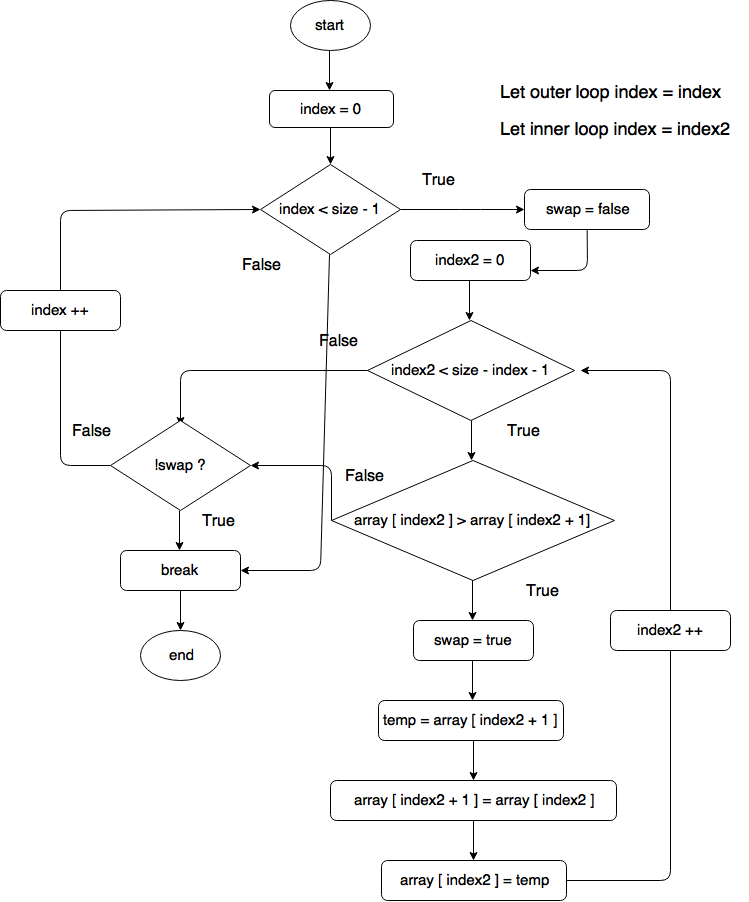 start
Let outer loop index = index
index = 0
Let inner loop index = index2
True
index < size - 1
swap = false
False
index2 = 0
index ++
False
index2 < size - index - 1
False
True
!swap ?
False
True
array [ index2 ] > array [ index2 + 1]
break
True
swap = true
index2 ++
end
temp = array [ index2 + 1 ]
array [ index2 + 1 ] = array [ index2 ]
array [ index2 ] = temp